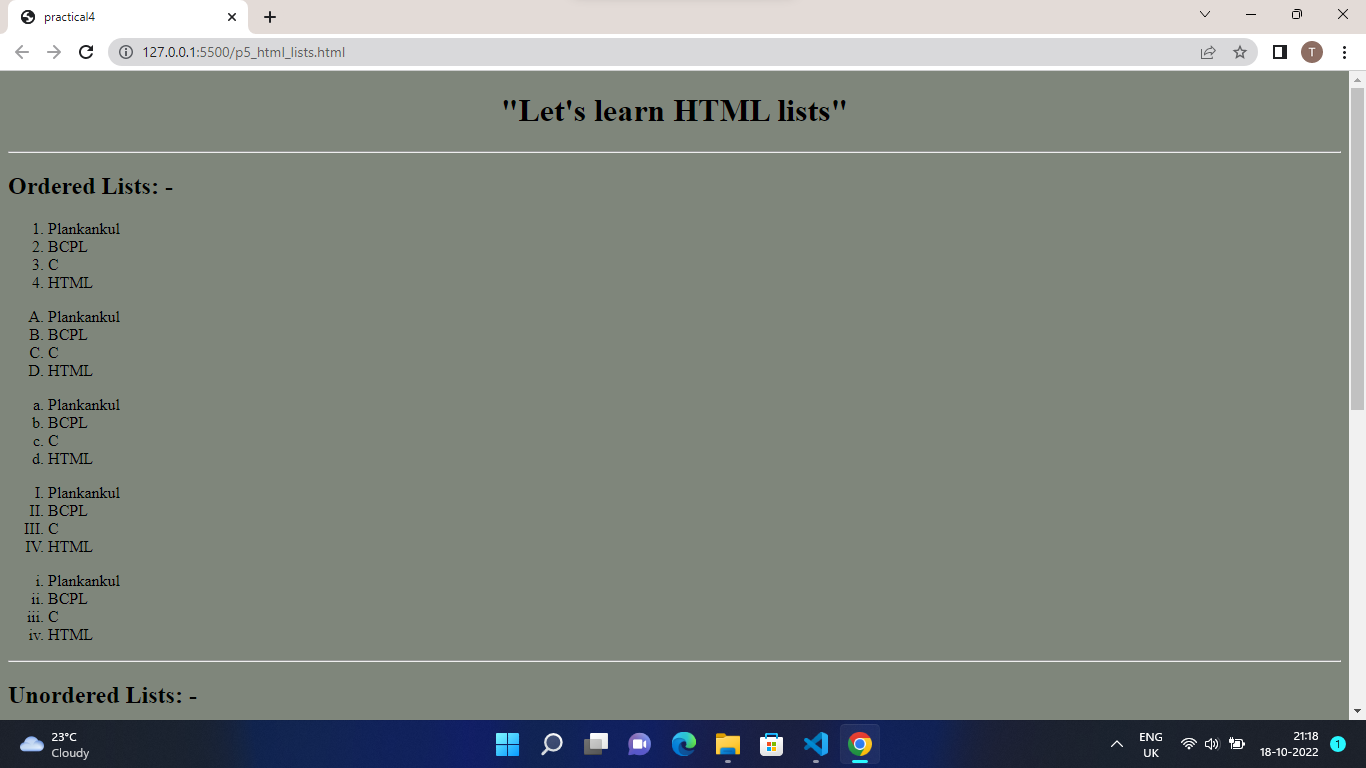 practical4
127.0.0.1:5500/p5_html_lists.html
T
"Let's learn HTML lists"
Ordered Lists: -
1. Plankankul
2. BCPL
3. C
4. HTML
A. Plankankul
B. BCPL
C. C
D. HTML
a. Plankankul
b. BCPL
c. C
d. HTML
I. Plankankul
II. BCPL
III. C
IV. HTML
i. Plankankul
ii. BCPL
iii. C
iv. HTML
Unordered Lists: -
23°C
Cloudy
ENG
UK
21:18
18-10-2022
1